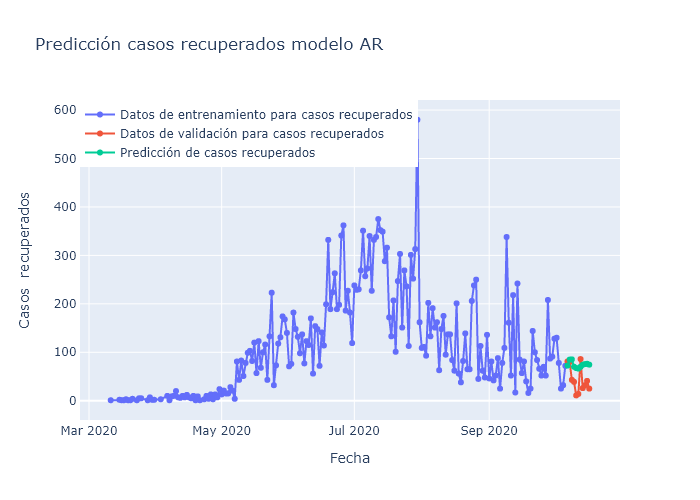 Predicción casos recuperados modelo AR
Datos de entrenamiento para casos recuperados
Datos de validación para casos recuperados
Predicción de casos recuperados
600
500
400
300
200
100
0
Casos recuperados
Mar 2020
May 2020
Jul 2020
Sep 2020
Fecha